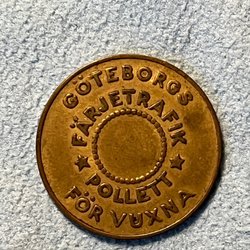 GÖTEBORGS
FÄRJETRAFIK
POLLETT
FÖR VUXNA